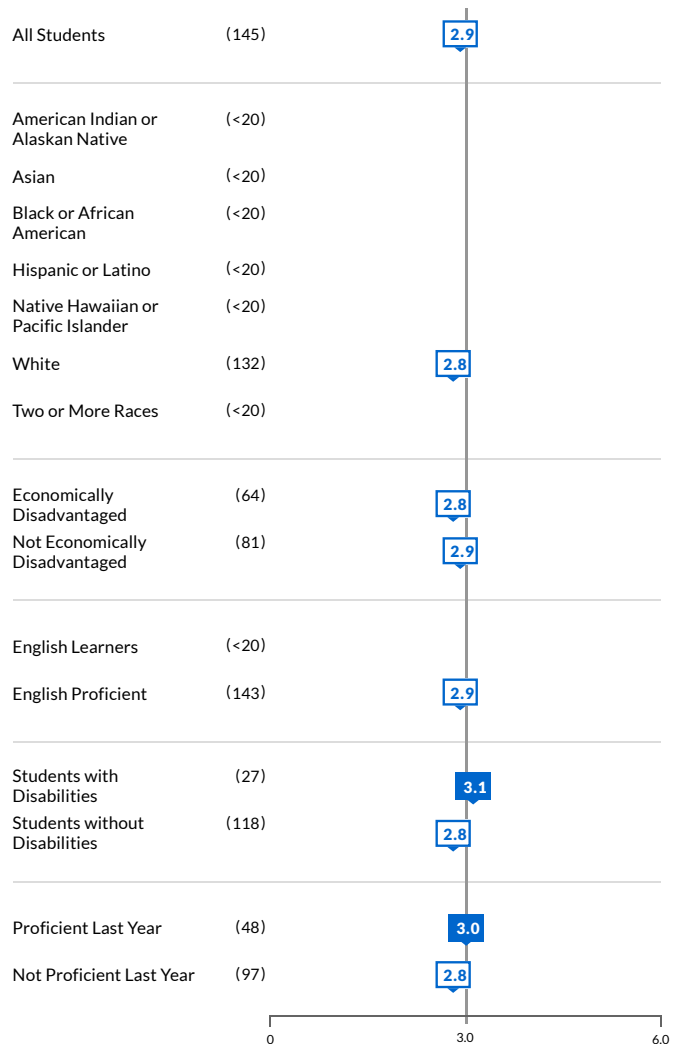 All Students (145) 2.9
American Indian or (<20)
Alaskan Native
Asian (<20)
Black or African (<20)
American
Hispanic or Latino (<20)
Native Hawaiian or (<20)
Pacific Islander
White (132) 2.8
Two or More Races (<20)
Economically (64) 2.8
Disadvantaged
Not Economically (81) 2.9
Disadvantaged
English Learners (<20)
English Proficient (143) 2.9
Students with (27) 3.1
Disabilities
Students without (118) 2.8
Disabilities
Proficient Last Year (48) 3.0
Not Proficient Last Year (97) 2.8
0 3.0 6.0